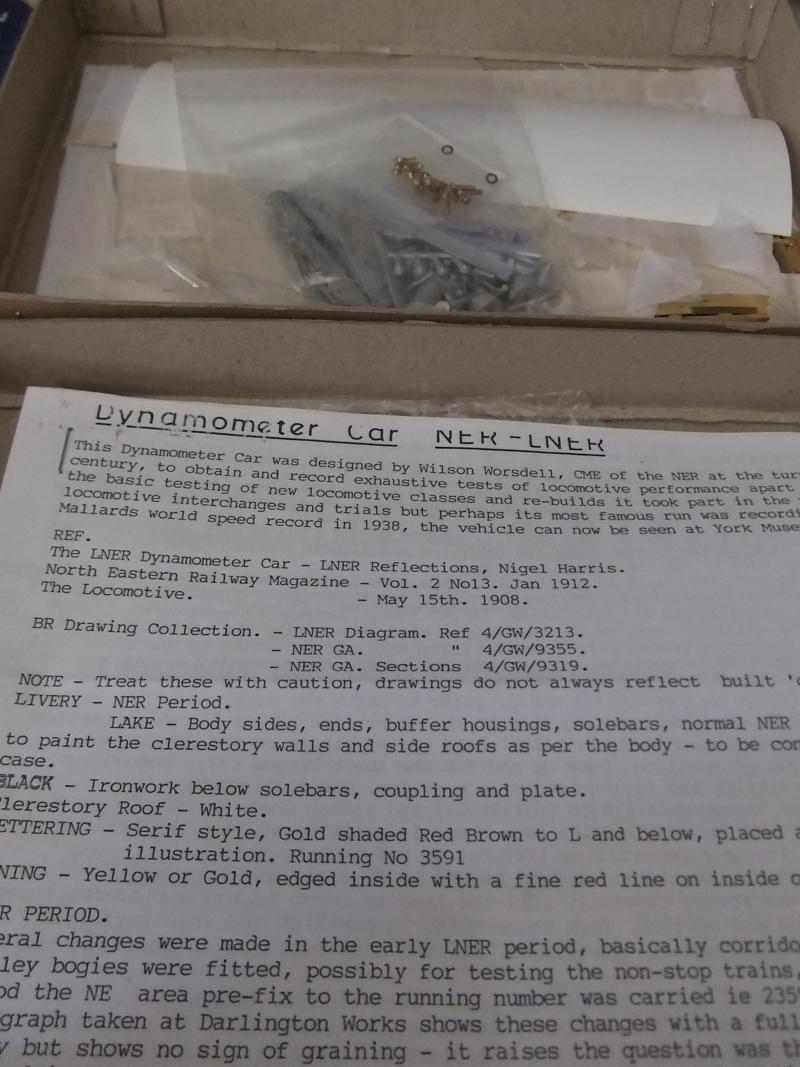 Dynamometer Car NER-LNER
This Dynamometer Car was designed by Wilson Worsdell, CME of the NER at the
century, to obtain and record exhaustive tests of locomotive performance apart
the basic testing of new locomotive classes and re-builds it took part in the
locomotive interchanges and trials but perhaps its most famous run was
Mallards world speed record in 1938, the vehicle can now be seen at York
REF.
The LNER Dynamometer Car - LNER Reflections, Nigel Harris.
North Eastern Railway Magazine - Vol. 2 No13. Jan 1912.
The Locomotive. - May 15th. 1908.
BR Drawing Collection. - LNER Diagram. Ref 4/GW/3213.
- NER GA. " 4/GW/9355.
- NER GA. Sections 4/GW/9319.
NOTE - Treat these with caution, drawings do not always reflect built
LIVERY - NER Period.
LAKE - Body sides, ends, buffer housings, solebars, normal NER
to paint the clerestory walls and side roofs as per the body - to be
case.
BLACK - Ironwork below solebars, coupling and plate.
lerestory Roof - White.
ETTERING - Serif style, Gold shaded Red Brown to L and below, placed
illustration. Running No 3591
NING - Yellow or Gold, edged inside with a fine red line on inside
R PERIOD.
eral changes were made in the early LNER period, basically
ley bogies were fitted, possibly for testing the non-stop trains,
od the NE area pre-fix to the running number was carried ie
graph taken at Darlington Works shows these changes with a full
y but shows no sign of graining - it raises the question was